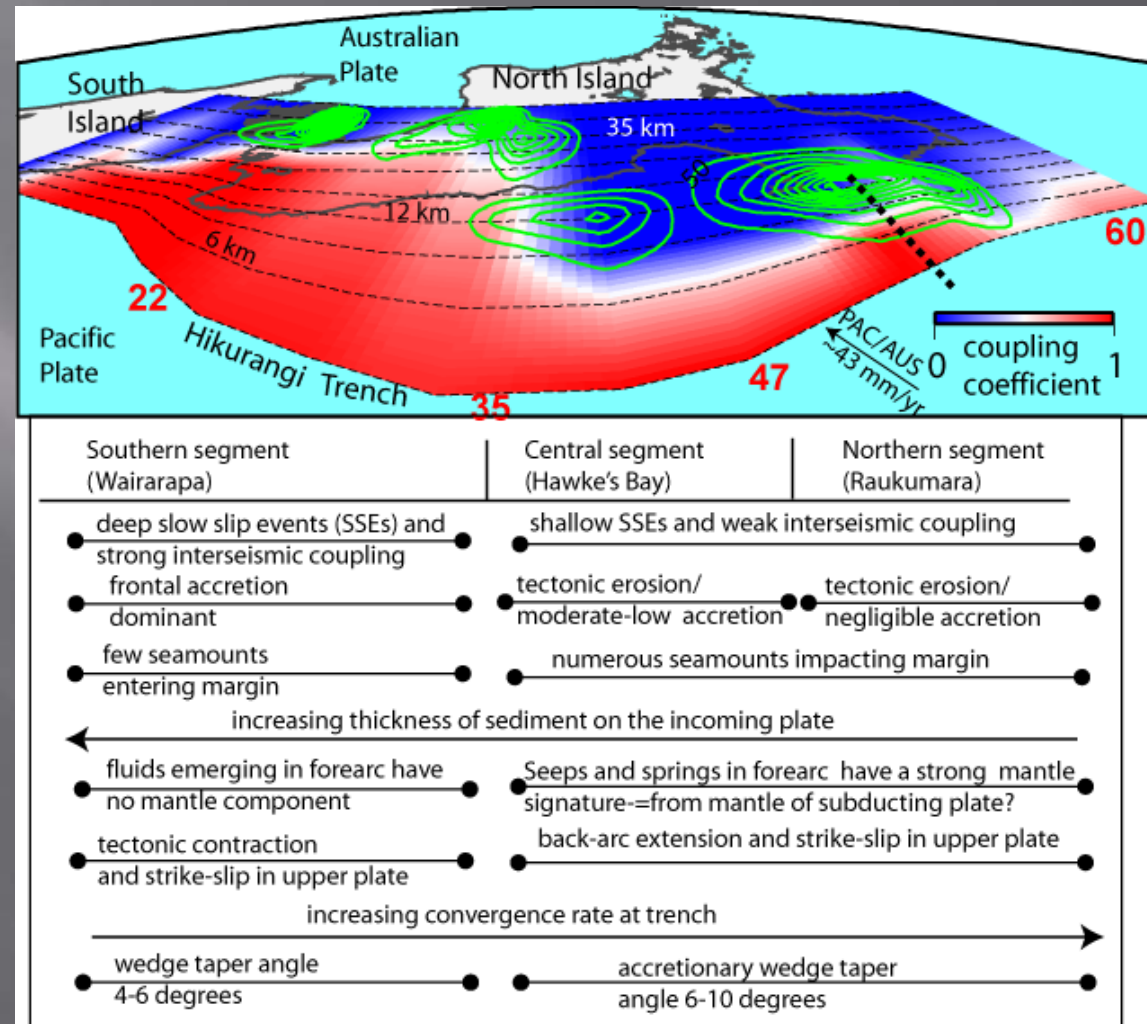 Australian
Plate
South
Island
North Island
35 km
50
12 km
6 km
60
22
Pacific
Plate
Hikurangi Trench
35
47
PAC/AUS
~43 mm/yr
0 coupling 1
coefficient
Southern segment
(Wairarapa)
Central segment
(Hawke's Bay)
Northern segment
(Raukumara)
deep slow slip events (SSEs) and
strong interseismic coupling
shallow SSEs and weak interseismic coupling
frontal accretion
dominant
tectonic erosion/
moderate-low accretion
tectonic erosion/
negligible accretion
few seamounts
entering margin
numerous seamounts impacting margin
increasing thickness of sediment on the incoming plate
fluids emerging in forearc have
no mantle component
Seeps and springs in forearc have a strong mantle
signature-=from mantle of subducting plate?
tectonic contraction
and strike-slip in upper plate
back-arc extension and strike-slip in upper plate
increasing convergence rate at trench
wedge taper angle
4-6 degrees
accretionary wedge taper
angle 6-10 degrees